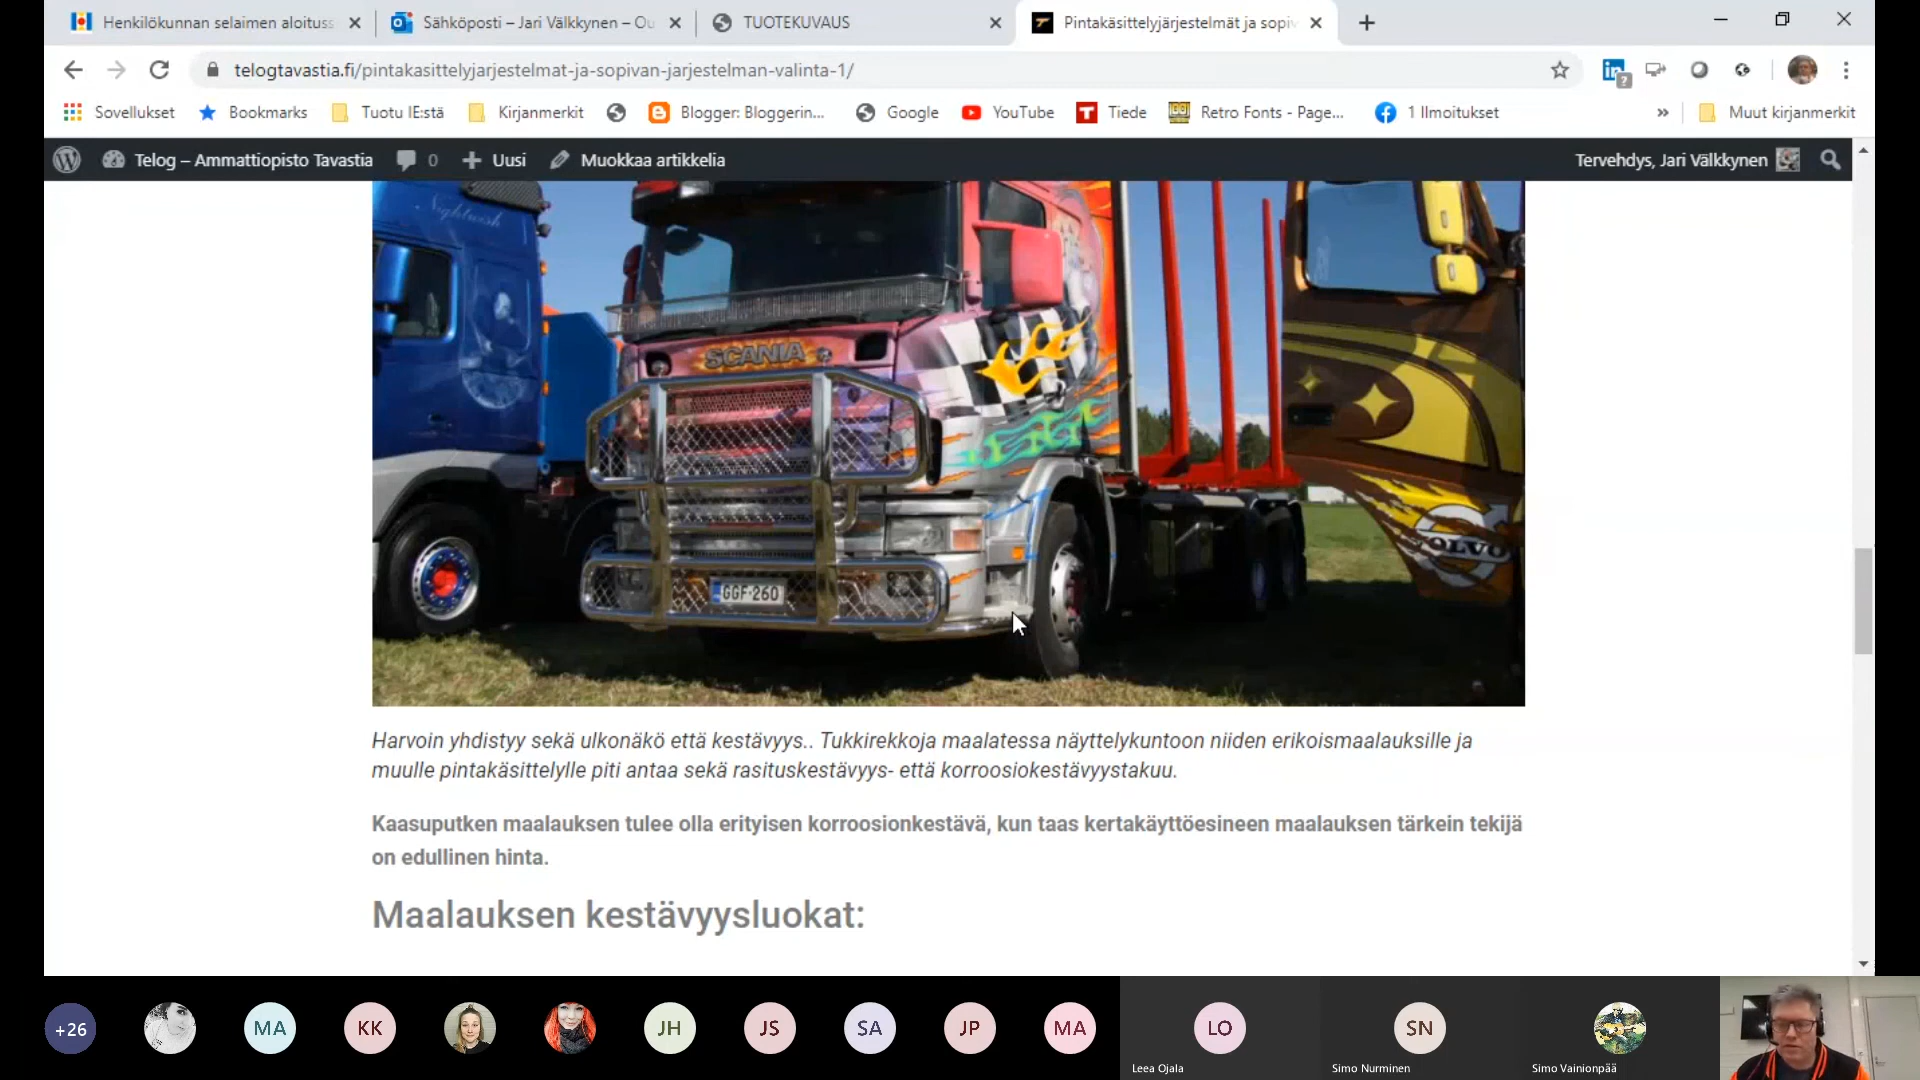 Henkilökunnan selaimen aloituss
Sähköposti – Jari Välkkynen – Ou
TUOTEKUVAUS
Pintakäsittelyjärjestelmät ja sopiv
telogtavastia.fi/pintakasittelyjarjestelmat-ja-sopivan-jarjestelman-valinta-1/
Sovellukset
Bookmarks
Tuotu IE:stä
Kirjanmerkit
Blogger: Bloggerin...
Google
YouTube
Tiede
Retro Fonts - Page...
1 Ilmoitukset
»
Muut kirjanmerkit
Telog – Ammattiopisto Tavastia
0
Uusi
Muokkaa artikkelia
Tervehdys, Jari Välkkynen
Nightwish
SCANIA
GGF-260
VOLVO
Harvoin yhdistyy sekä ulkonäkö että kestävyys.. Tukkirekkoja maalatessa näyttelykuntoon niiden erikoismaalauksille ja
muulle pintakäsittelylle piti antaa sekä rasituskestävyys- että korroosiokestävyystakuu.
Kaasuputken maalauksen tulee olla erityisen korroosionkestävä, kun taas kertakäyttöesineen maalauksen tärkein tekijä
on edullinen hinta.
Maalauksen kestävyysluokat:
+26
MA
KK
JH
JS
SA
JP
MA
LO
SN
Leea Ojala
Simo Nurminen
Simo Vainionpää